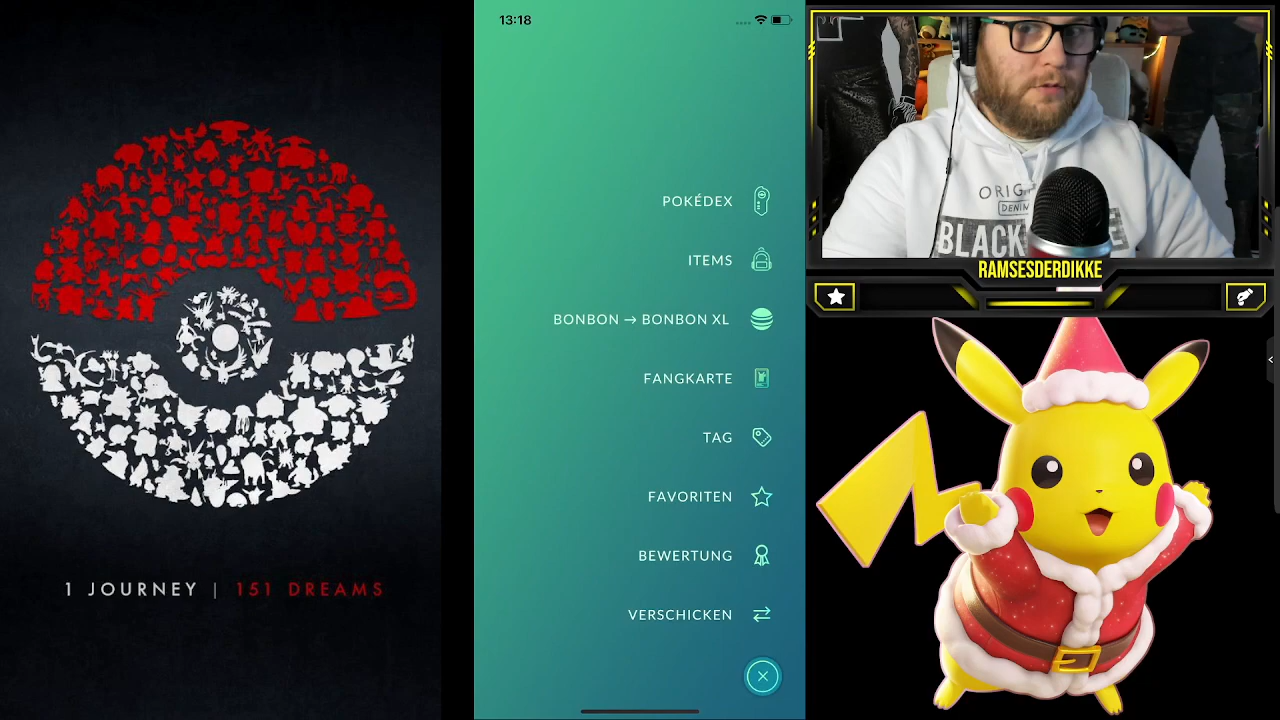 1 JOURNEY | 151 DREAMS
13:18
POKÉDEX
ITEMS
BONBON → BONBON XL
FANGKARTE
TAG
FAVORITEN
BEWERTUNG
VERSCHICKEN
DENIM
BLACK
RAMSESDERDIKKE